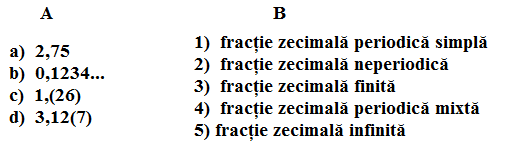 A B
a) 2,75
b) 0,1234...
c) 1,(26)
d) 3,12(7)
1) fracție zecimală periodică simplă
2) fracție zecimală neperiodică
3) fracție zecimală finită
4) fracție zecimală periodică mixtă
5) fracție zecimală infinită